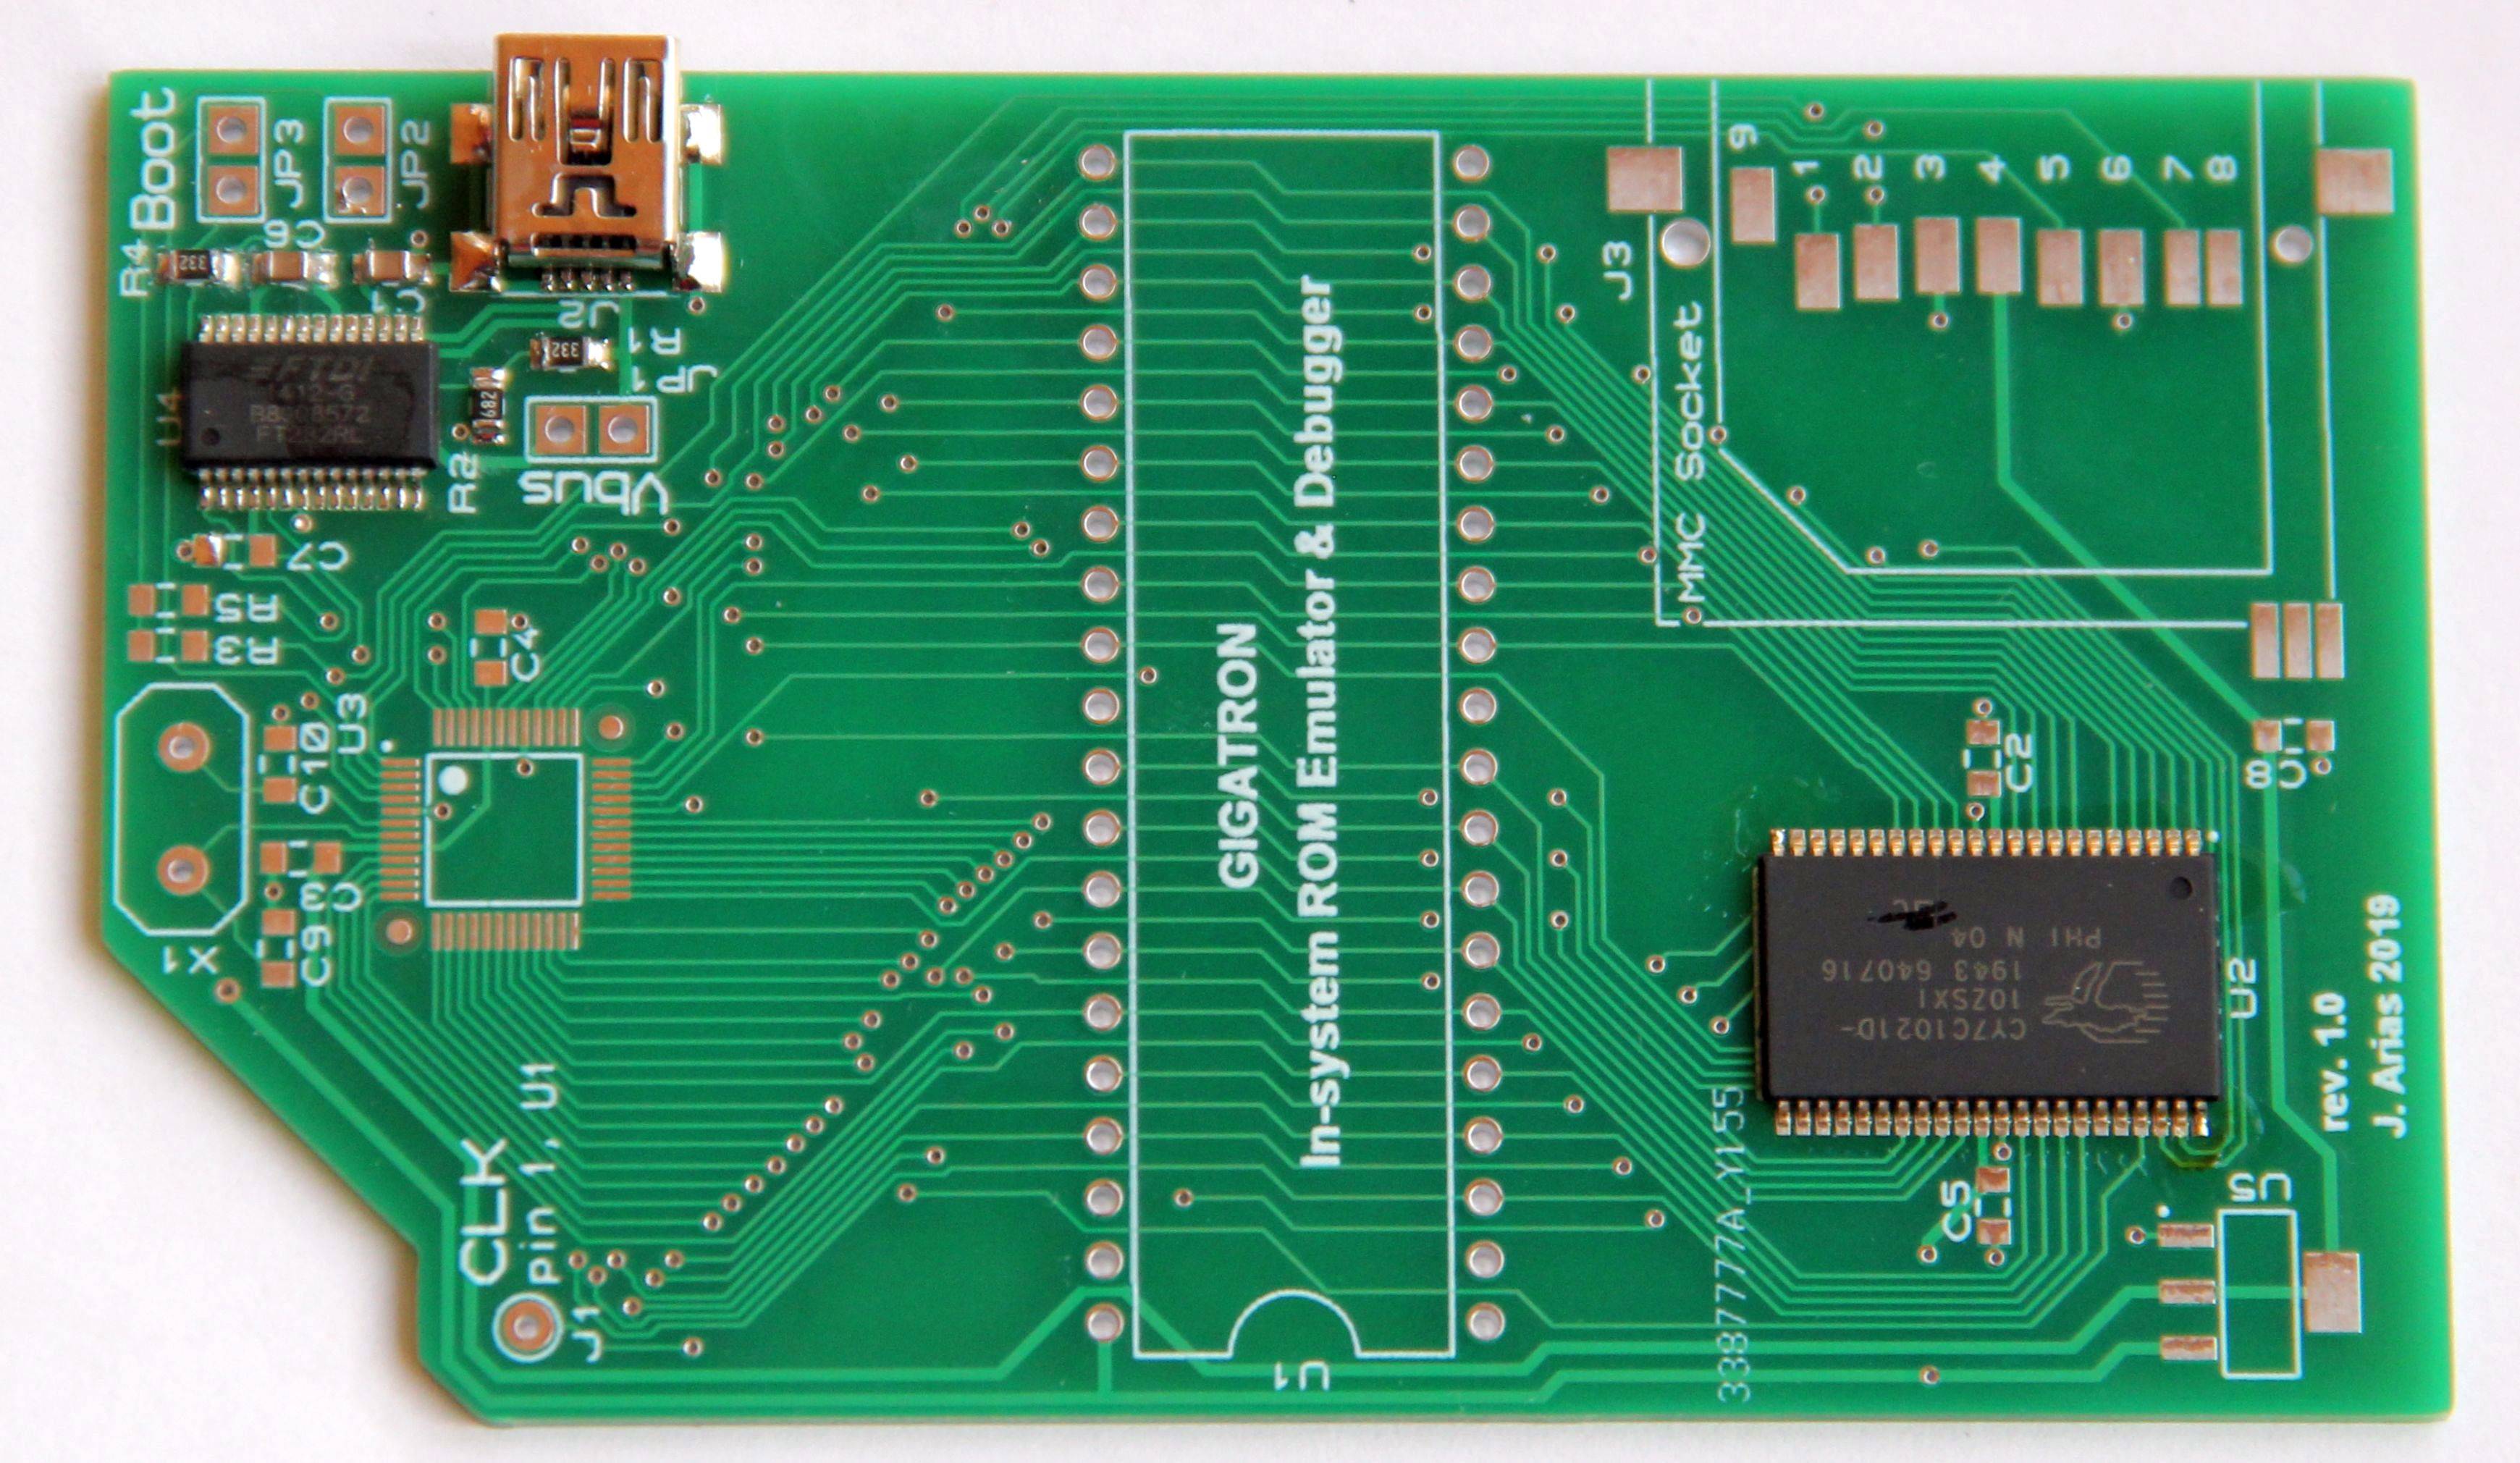 Boot
JP3
JP2
R4
C6
C1
332
J2
332
R1
JP1
682
R2
Vbus
FTDI
FT232RL
U4
C7
R5
R3
C4
U3
C10
C3
C9
X1
CLK
pin 1, U1
J1
GIGATRON
In-system ROM Emulator & Debugger
U1
J3
MMC Socket
9
1
2
3
4
5
6
7
8
C8
C2
CY7C1021D-
10ZSXI
1943 640716
PHI N 04
U2
C5
U5
3387777A_Y155
rev. 1.0
J. Arias 2019